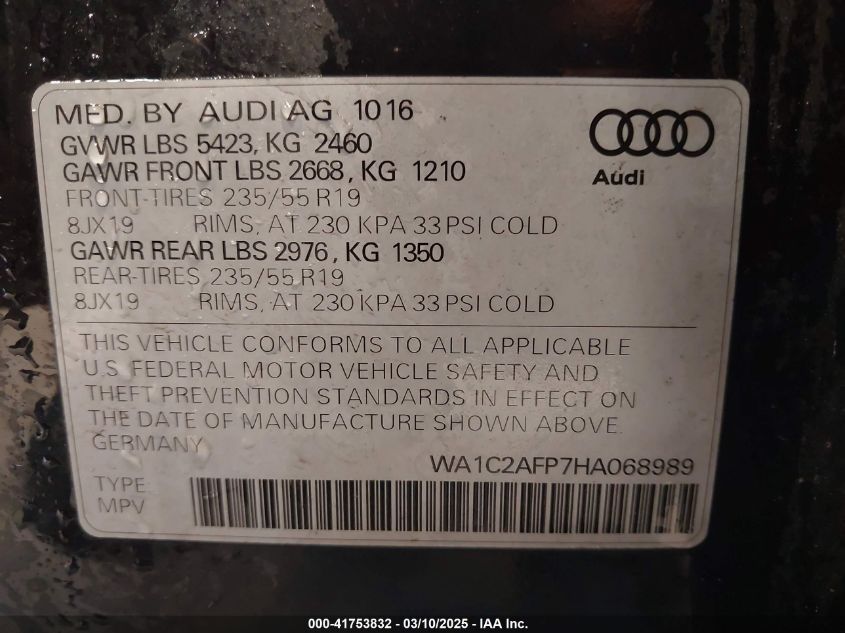 MFD. BY AUDI AG 10 16
GVWR LBS 5423, KG 2460
GAWR FRONT LBS 2668, KG 1210
FRONT-TIRES 235/55 R19
8JX19 RIMS, AT 230 KPA 33 PSI COLD
GAWR REAR LBS 2976, KG 1350
REAR-TIRES 235/55 R19
8JX19 RIMS, AT 230 KPA 33 PSI COLD
Audi
THIS VEHICLE CONFORMS TO ALL APPLICABLE
U.S. FEDERAL MOTOR VEHICLE SAFETY AND
THEFT PREVENTION STANDARDS IN EFFECT ON
THE DATE OF MANUFACTURE SHOWN ABOVE.
GERMANY
WA1C2AFP7HA068989
TYPE
MPV
000-41753832 — 03/10/2025 — IAA Inc.